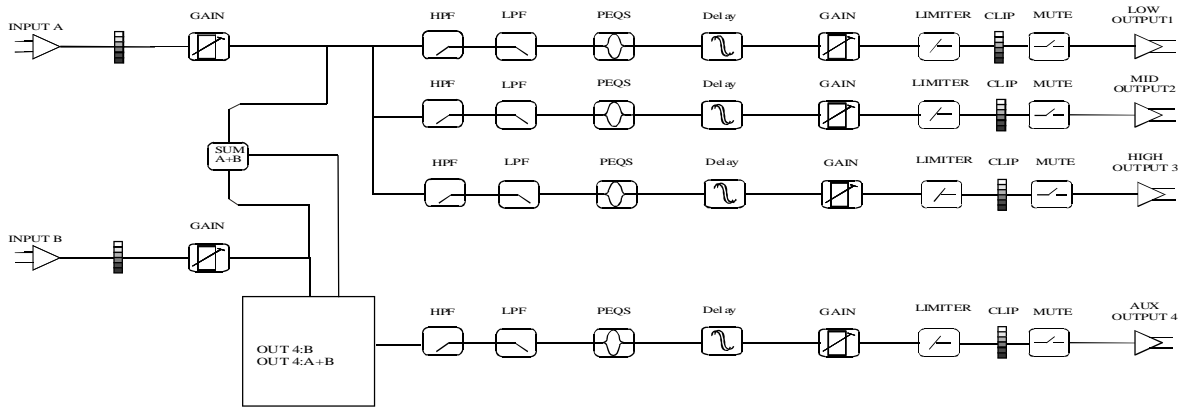 INPUT A
GAIN
HPF LPF PEQS Delay GAIN LIMITER CLIP MUTE
LOW
OUTPUT1
HPF LPF PEQS Delay GAIN LIMITER CLIP MUTE
MID
OUTPUT2
SUM
A+B
HPF LPF PEQS Delay GAIN LIMITER CLIP MUTE
HIGH
OUTPUT 3
INPUT B
GAIN
OUT 4:B
OUT 4:A+B
HPF LPF PEQS Delay GAIN LIMITER CLIP MUTE
AUX
OUTPUT 4